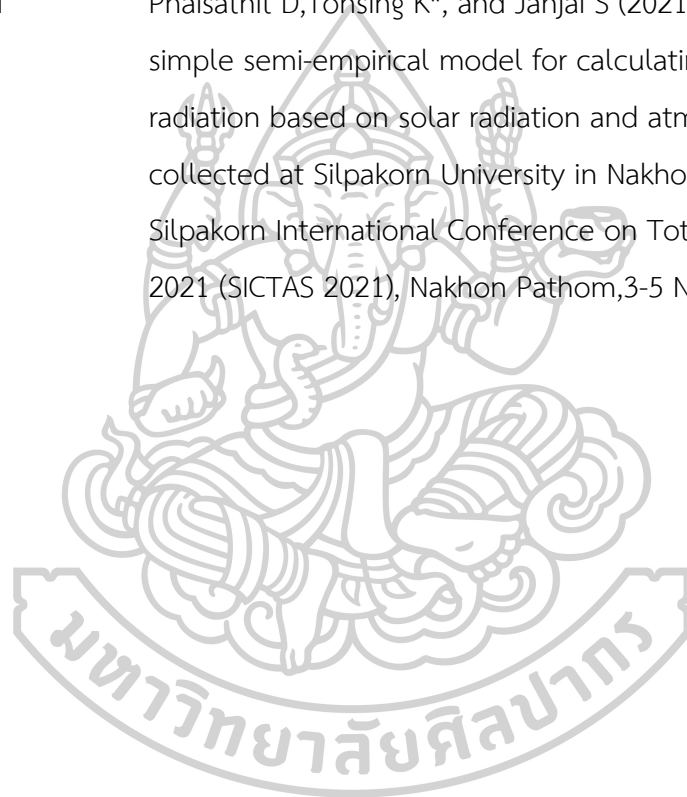 Phaisathit D,Tohsing K*, and Janjai S (2021
simple semi-empirical model for calculatin
radiation based on solar radiation and atm
collected at Silpakorn University in Nakho
Silpakorn International Conference on Tot
2021 (SICTAS 2021), Nakhon Pathom,3-5 N
มหาวิทยาลัยศิลปากร